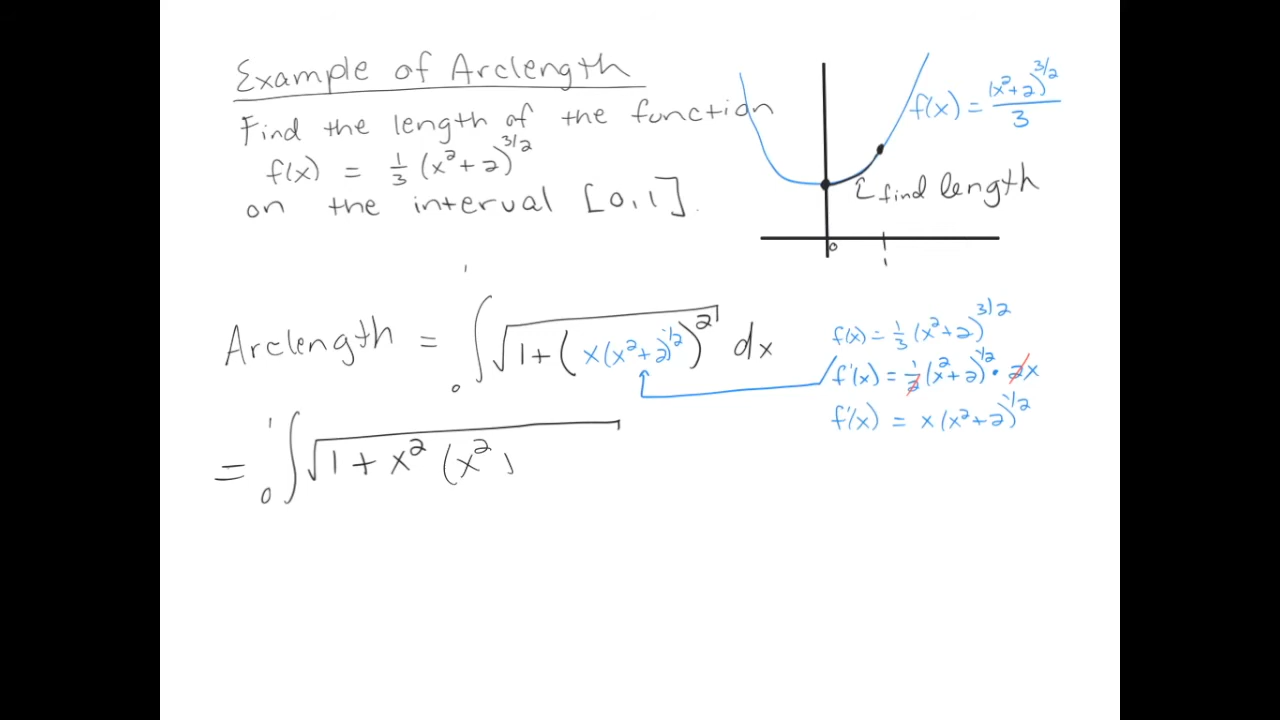 Example of Arclength
Find the length of the function
f(x) = 1/3 (x²+2)^3/2
on the interval [0,1].
f(x) = (x²+2)^3/2 / 3
find length
0
1
Arclength = ∫₀¹ √(1+(x(x²+2)^1/2)²) dx
f(x) = 1/3 (x²+2)^3/2
f'(x) = 1/2 (x²+2)^1/2 • 2x
f'(x) = x(x²+2)^1/2
= ∫₀¹ √1 + x² (x²